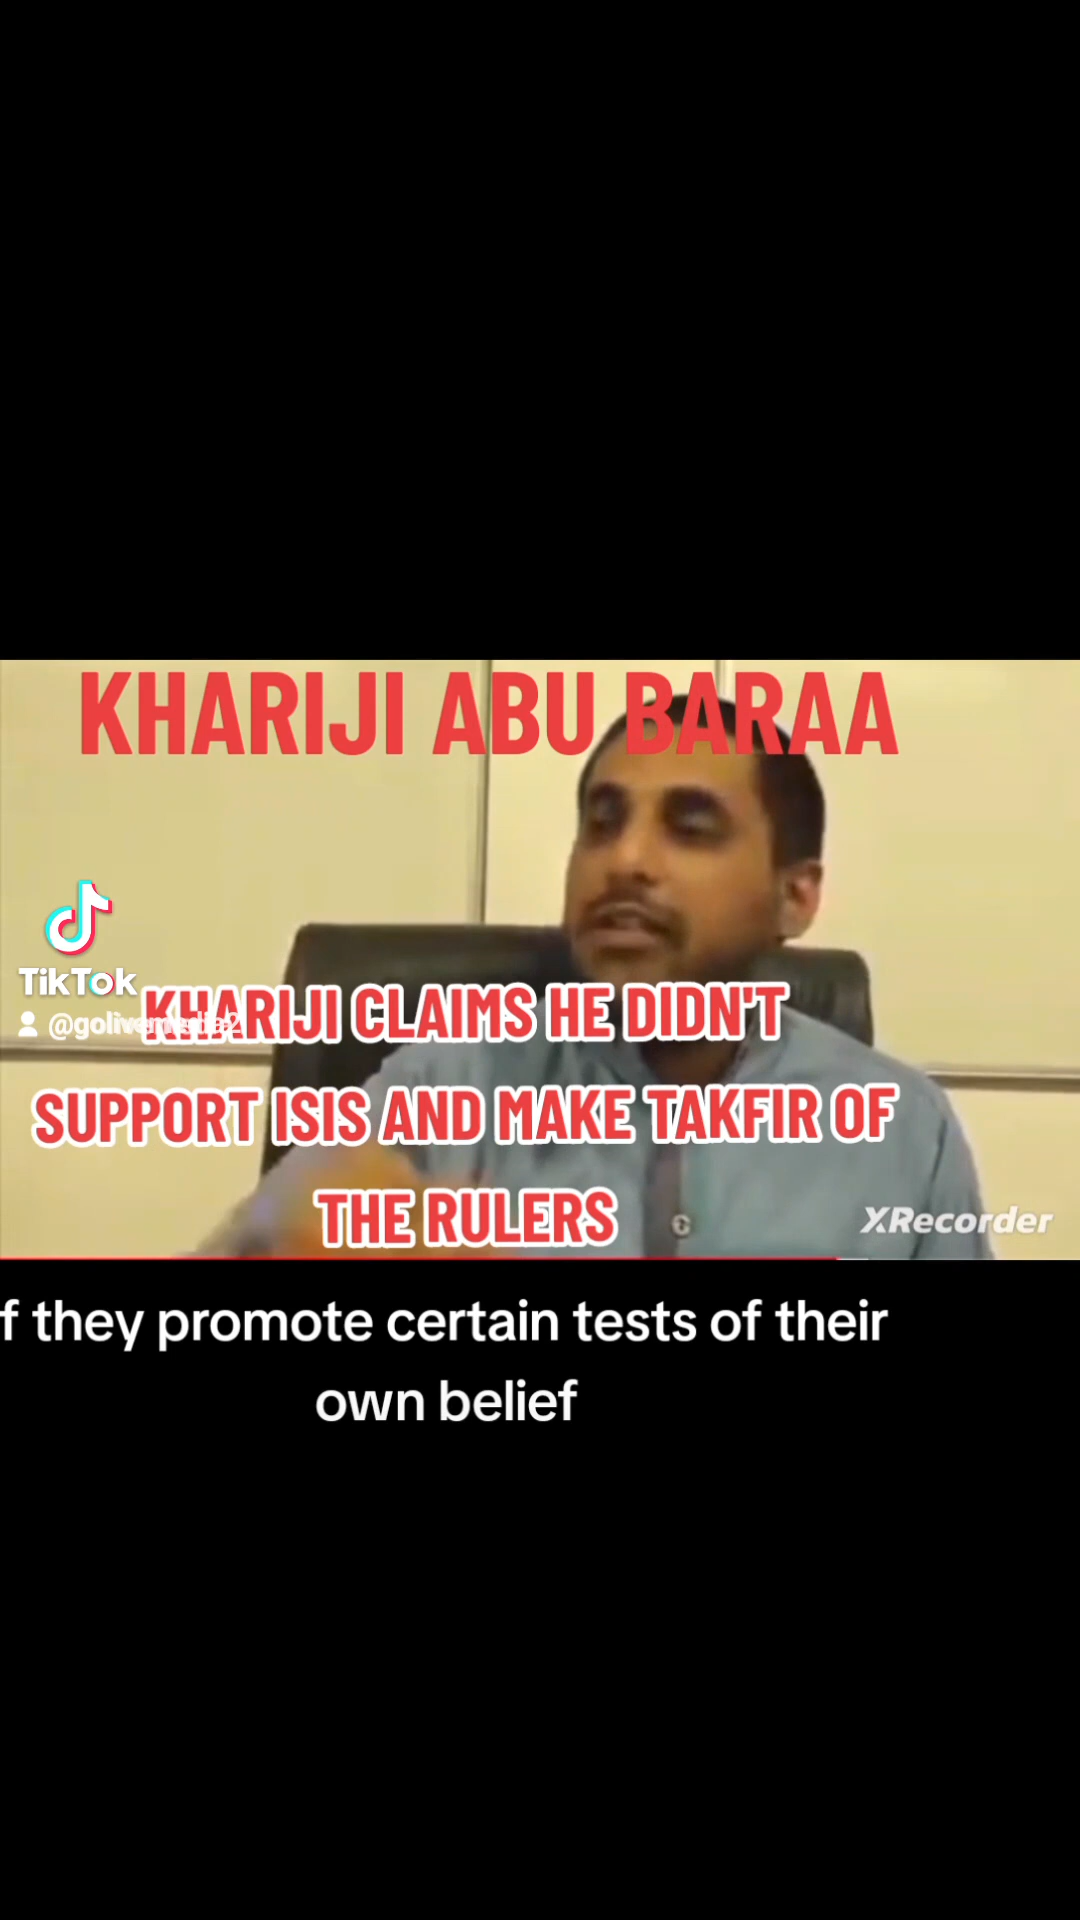 KHARIJI ABU BARAA
TikTok
KHARIJI CLAIMS HE DIDN'T
SUPPORT ISIS AND MAKE TAKFIR OF
THE RULERS
XRecorder
f they promote certain tests of their
own belief